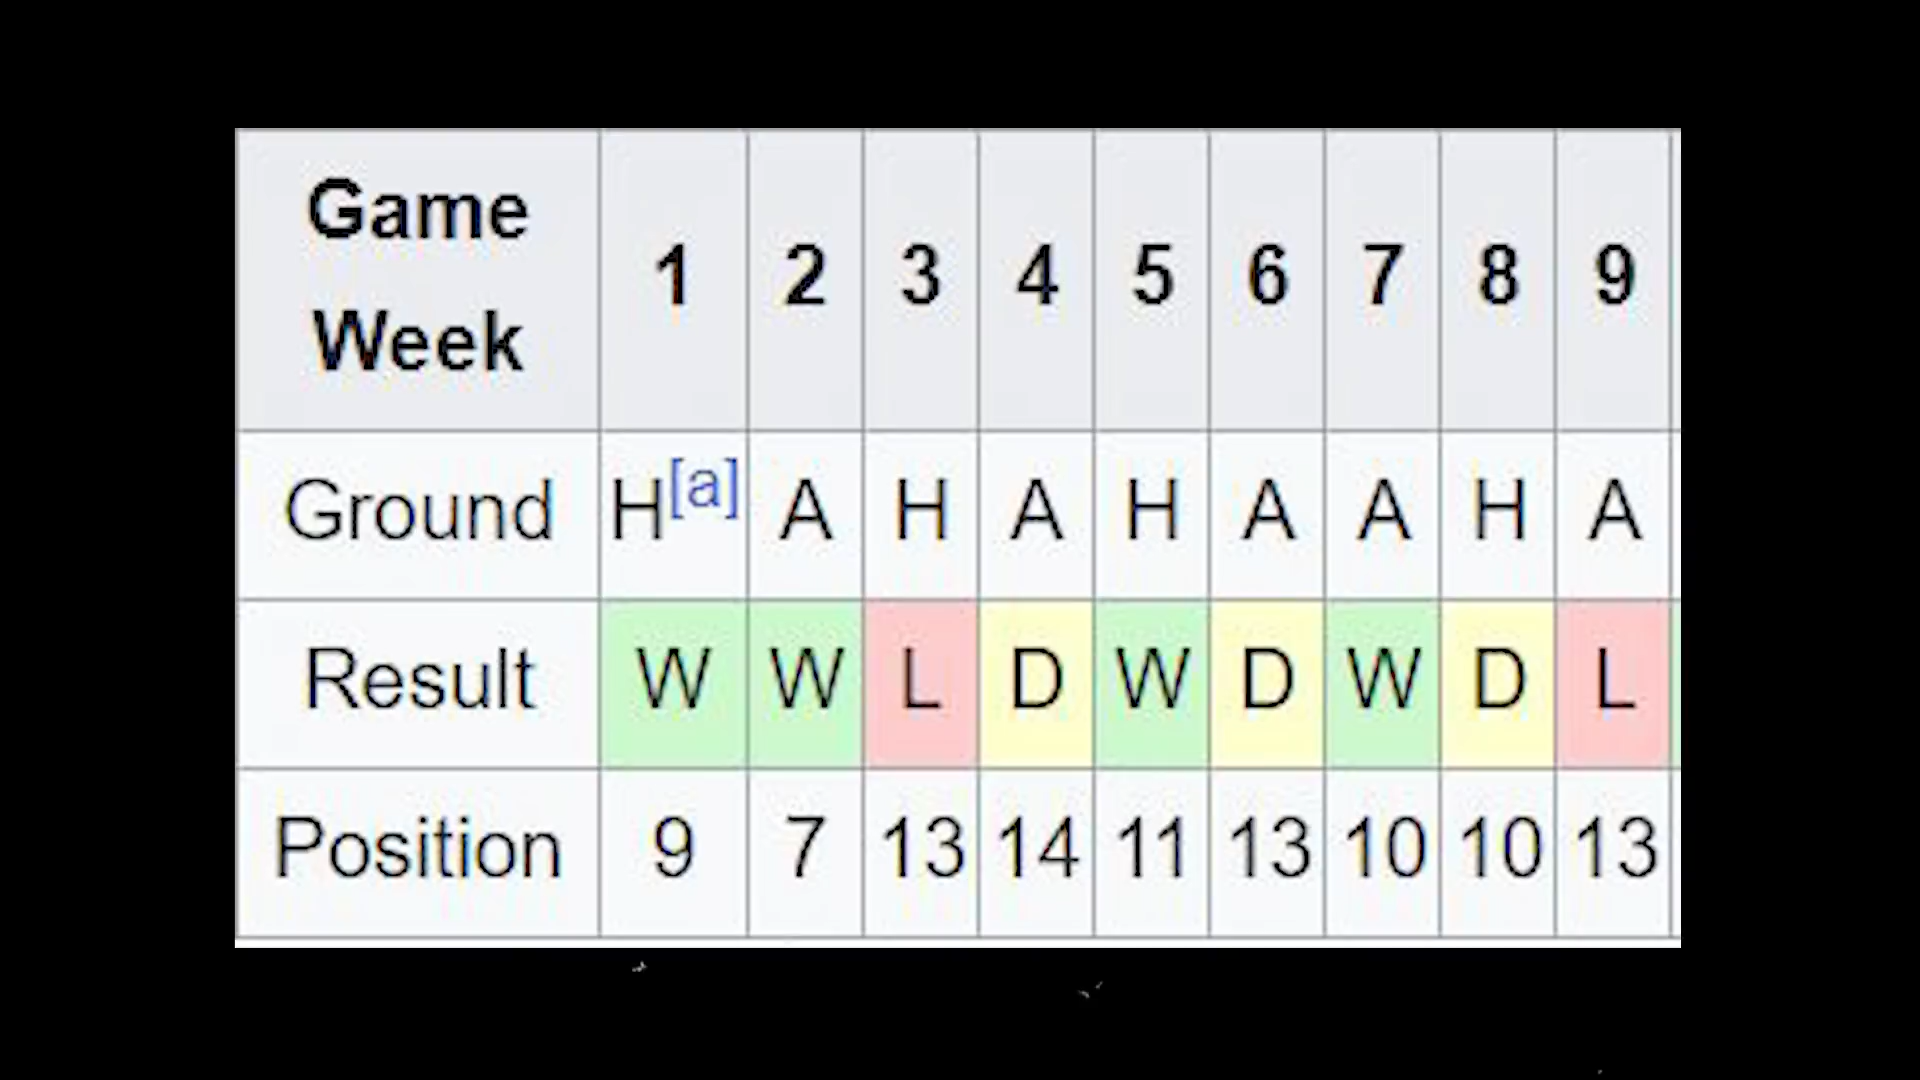 Game Week 1 2 3 4 5 6 7 8 9
Ground H[a] A H A H A A H A
Result W W L D W D W D L
Position 9 7 13 14 11 13 10 10 13